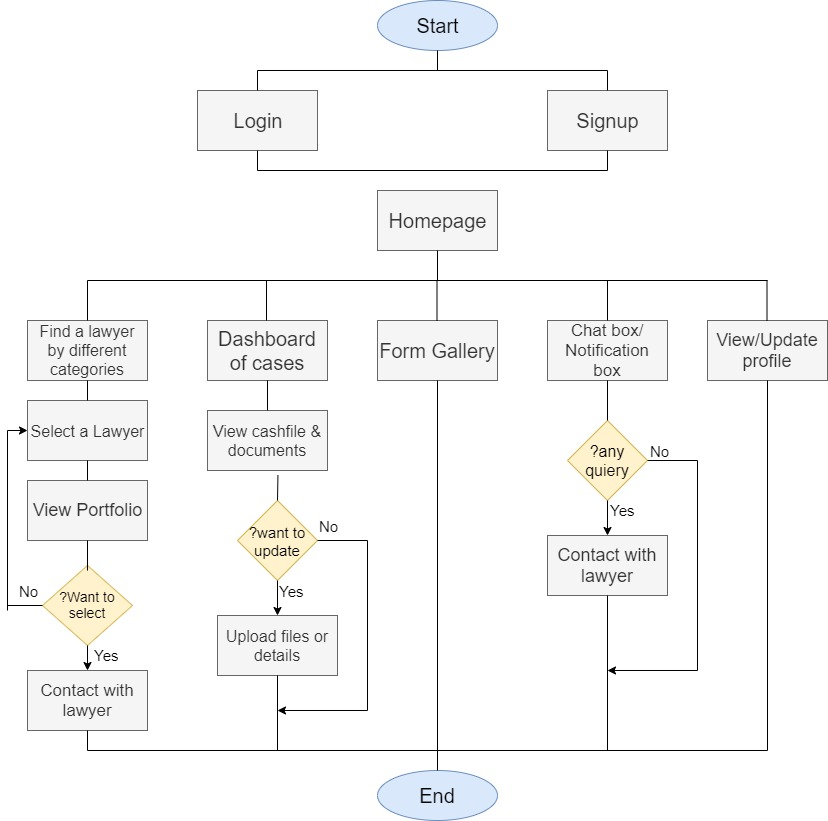 Start
Login
Signup
Homepage
Find a lawyer
by different
categories
Dashboard
of cases
Form Gallery
Chat box/
Notification
box
View/Update
profile
Select a Lawyer
View cashfile &
documents
?any
quiery
No
Yes
View Portfolio
?want to
update
No
Yes
Contact with
lawyer
?Want to
select
No
Yes
Upload files or
details
Contact with
lawyer
End